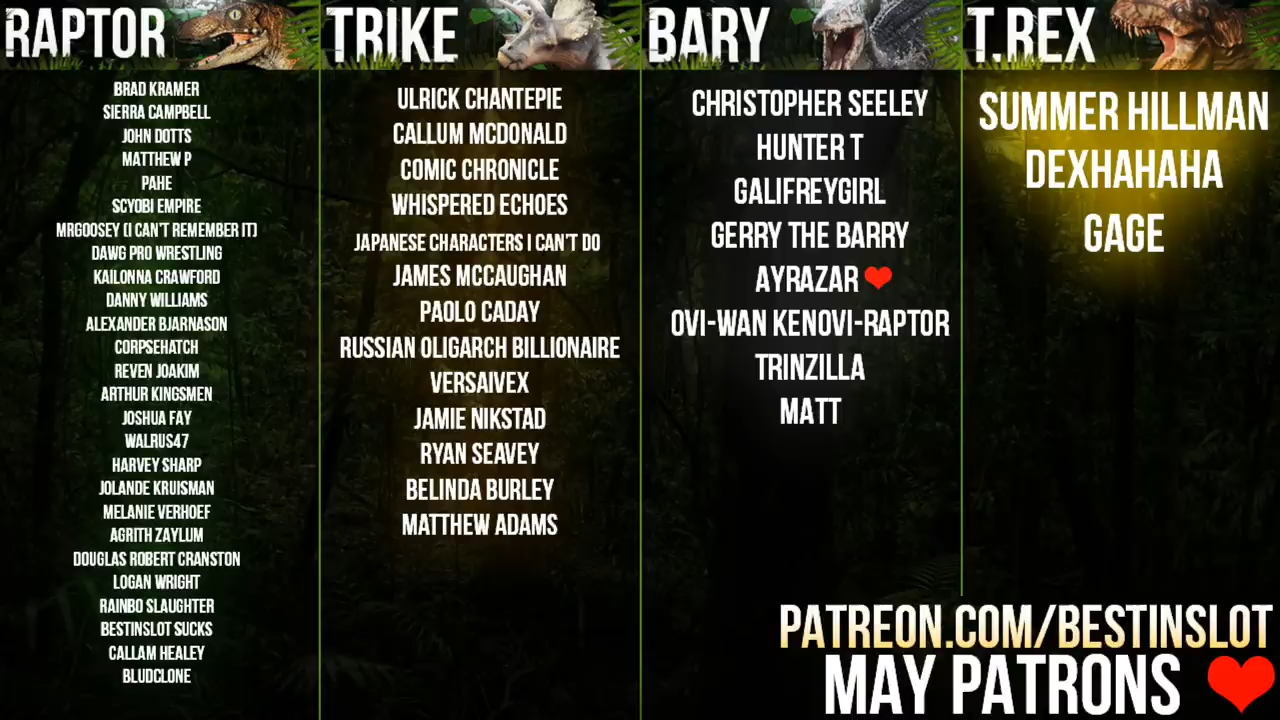 RAPTOR
BRAD KRAMER
SIERRA CAMPBELL
JOHN DOTTS
MATTHEW P
PAHE
SCYOBI EMPIRE
MRGOOSEY (I CAN'T REMEMBER IT)
DAWG PRO WRESTLING
KAILONNA CRAWFORD
DANNY WILLIAMS
ALEXANDER BJARNASON
CORPSEHATCH
REVEN JOAKIM
ARTHUR KINGSMEN
JOSHUA FAY
WALRUS47
HARVEY SHARP
JOLANDE KRUISMAN
MELANIE VERHOEF
AGRITH ZAYLUM
DOUGLAS ROBERT CRANSTON
LOGAN WRIGHT
RAINBO SLAUGHTER
BESTINSLOT SUCKS
CALLAM HEALEY
BLUDCLONE
TRIKE
ULRICK CHANTEPIE
CALLUM MCDONALD
COMIC CHRONICLE
WHISPERED ECHOES
JAPANESE CHARACTERS I CAN'T DO
JAMES MCCAUGHAN
PAOLO CADAY
RUSSIAN OLIGARCH BILLIONAIRE
VERSAIVEX
JAMIE NIKSTAD
RYAN SEAVEY
BELINDA BURLEY
MATTHEW ADAMS
BARY
CHRISTOPHER SEELEY
HUNTER T
GALIFREYGIRL
GERRY THE BARRY
AYRAZAR ❤
OVI-WAN KENOVI-RAPTOR
TRINZILLA
MATT
T.REX
SUMMER HILLMAN
DEXHAHAHA
GAGE
PATREON.COM/BESTINSLOT
MAY PATRONS ❤